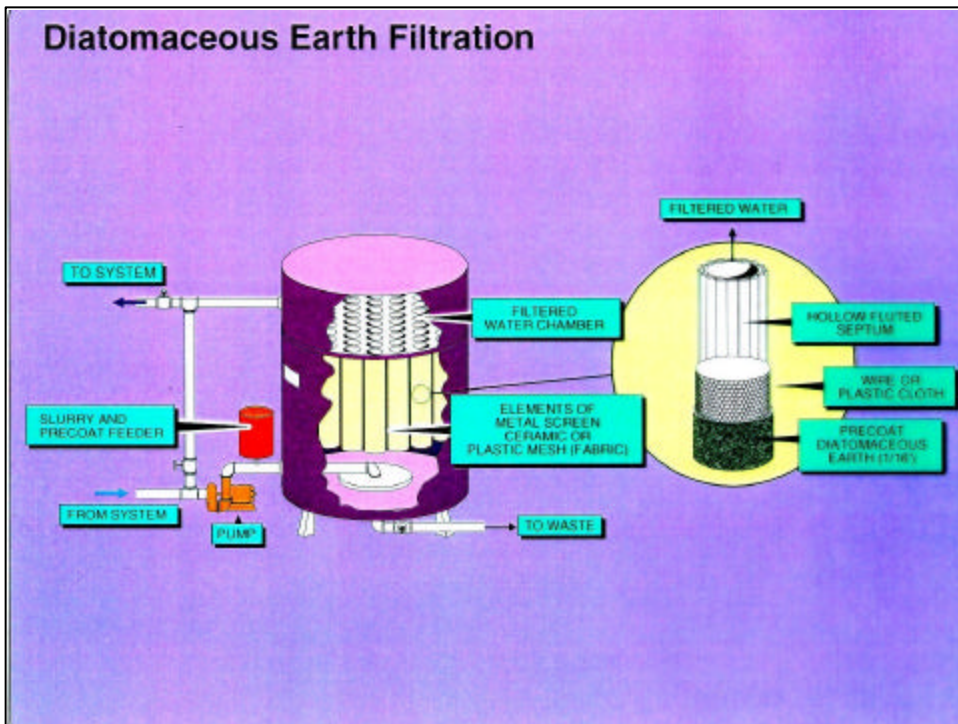 Diatomaceous Earth Filtration
FILTERED WATER
TO SYSTEM
FILTERED
WATER CHAMBER
HOLLOW FLUTED
SEPTUM
WIRE OR
PLASTIC CLOTH
SLURRY AND
PRECOAT FEEDER
ELEMENTS OF
METAL SCREEN
CERAMIC OR
PLASTIC MESH (FABRIC)
PRECOAT
DIATOMACEOUS
EARTH (1/16")
FROM SYSTEM
PUMP
TO WASTE